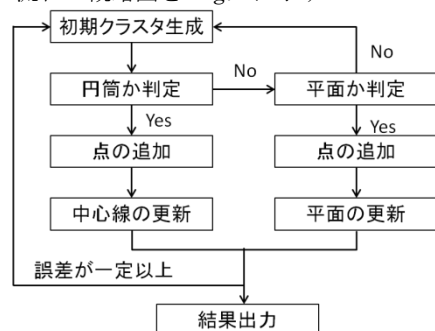 初期クラスタ生成
No
No
円筒か判定
平面か判定
Yes
Yes
点の追加
点の追加
中心線の更新
平面の更新
誤差が一定以上
結果出力